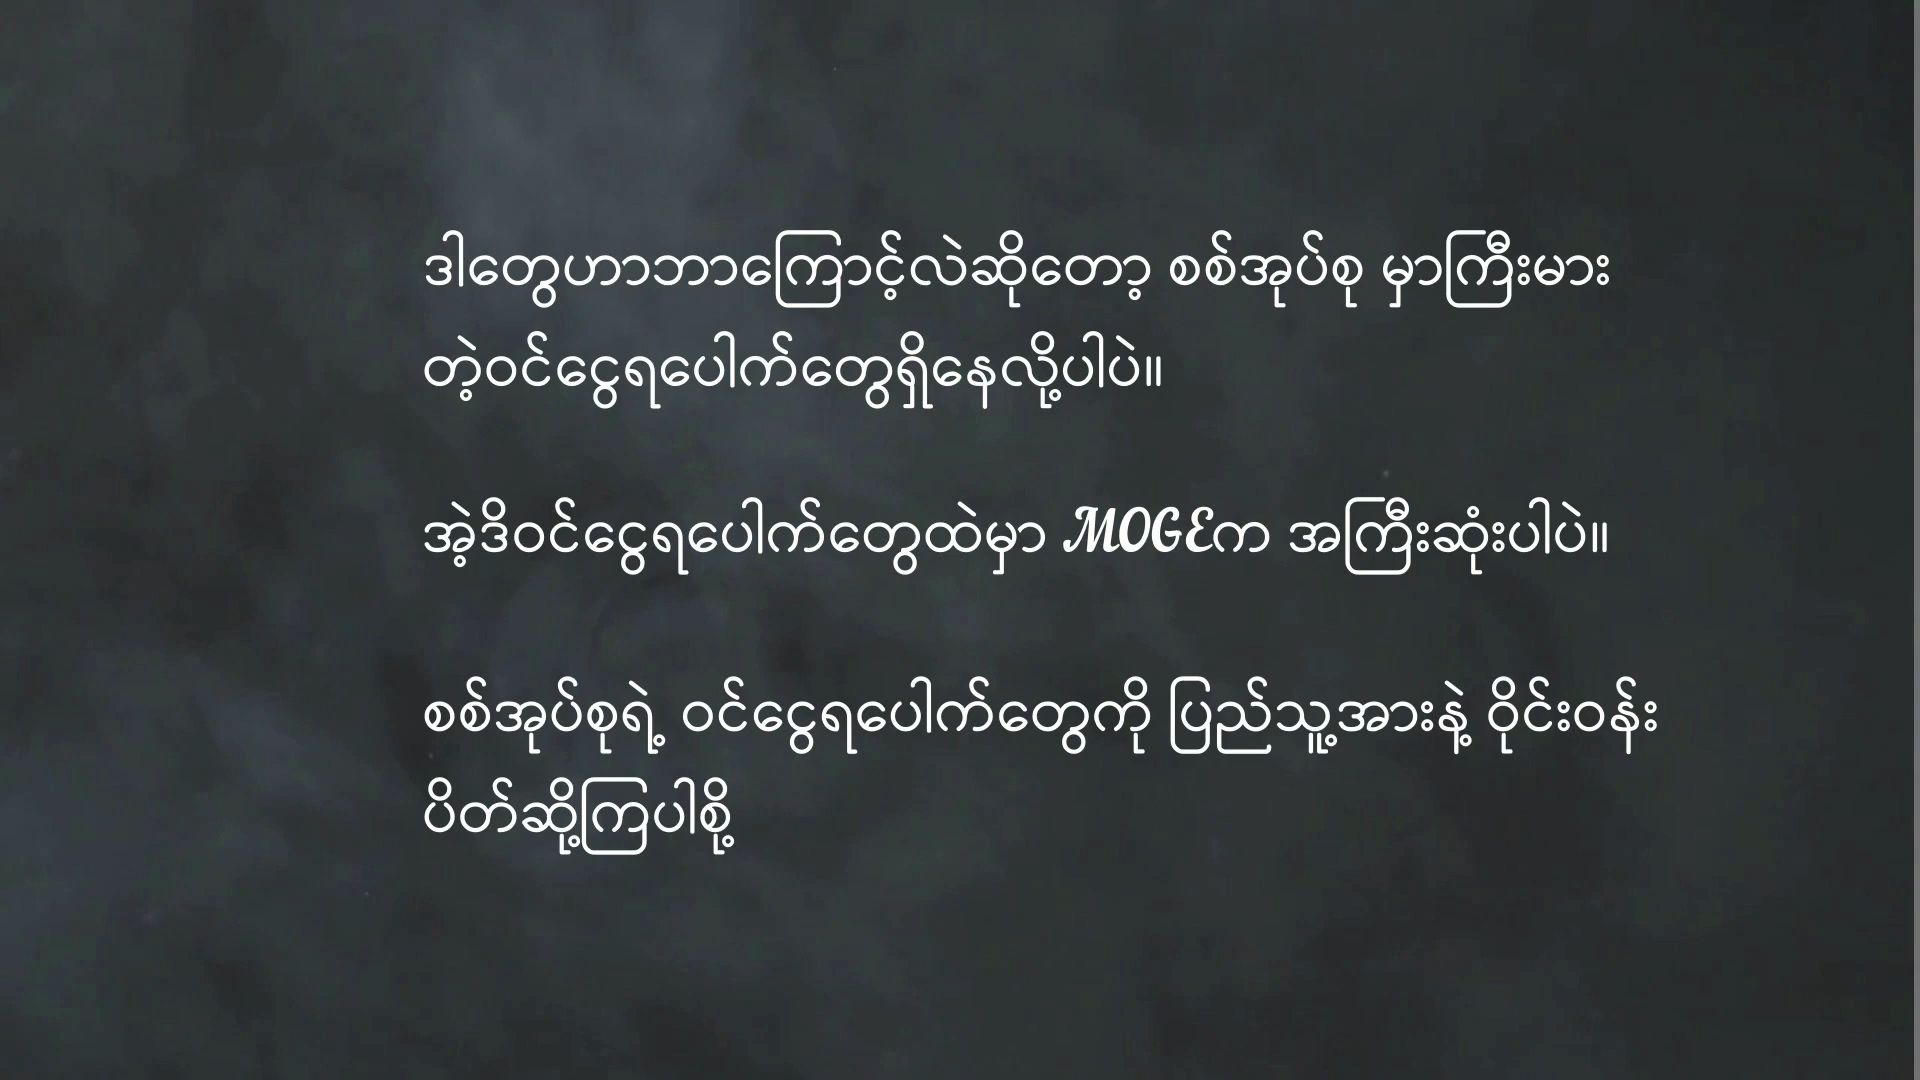 ဒါတွေဟာဘာကြောင့်လဲဆိုတော့ စစ်အုပ်စု မှာကြီးမား
တဲ့ဝင်ငွေရပေါက်တွေရှိနေလို့ပါပဲ။
အဲ့ဒိဝင်ငွေရပေါက်တွေထဲမှာ MOGEက အကြီးဆုံးပါပဲ။
စစ်အုပ်စုရဲ့ ဝင်ငွေရပေါက်တွေကို ပြည်သူ့အားနဲ့ ဝိုင်းဝန်း
ပိတ်ဆို့ကြပါစို့